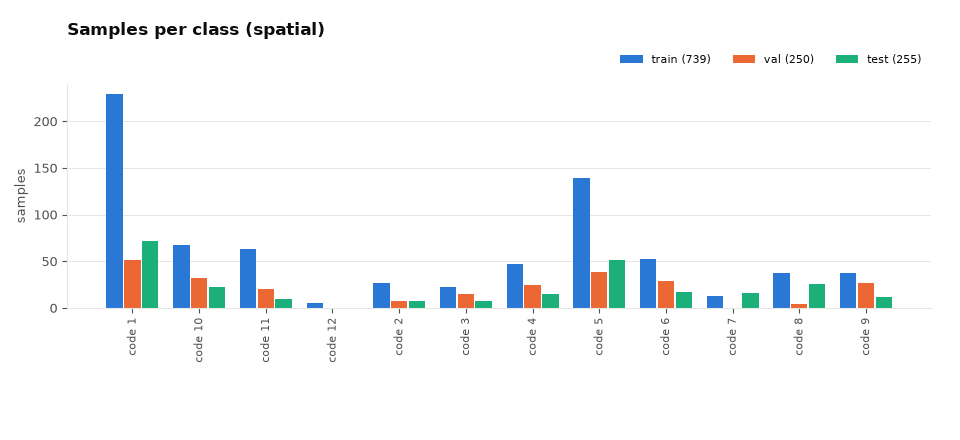 Samples per class (spatial)
train (739) val (250) test (255)
samples
200
150
100
50
0
code 1 code 10 code 11 code 12 code 2 code 3 code 4 code 5 code 6 code 7 code 8 code 9